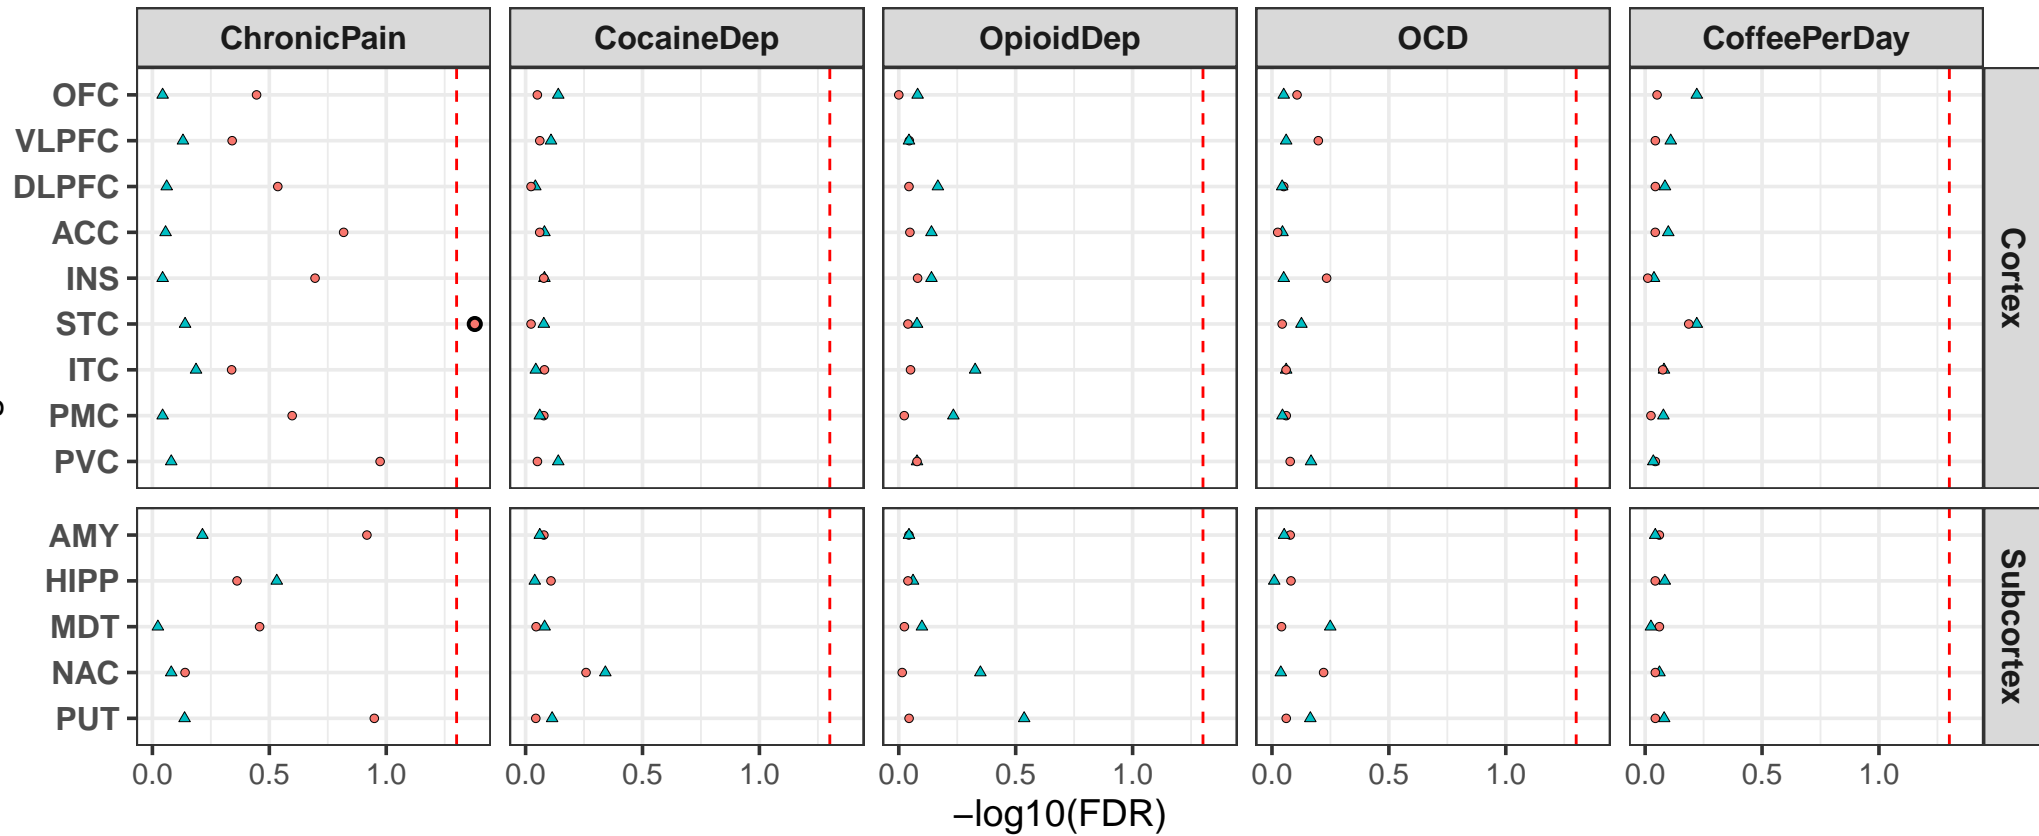 ChronicPain CocaineDep OpioidDep OCD CoffeePerDay
OFC
VLPFC
DLPFC
ACC
INS
STC
ITC
PMC
PVC
Cortex
AMY
HIPP
MDT
NAC
PUT
Subcortex
0.0 0.5 1.0 0.0 0.5 1.0 0.0 0.5 1.0 0.0 0.5 1.0 0.0 0.5 1.0
−log10(FDR)